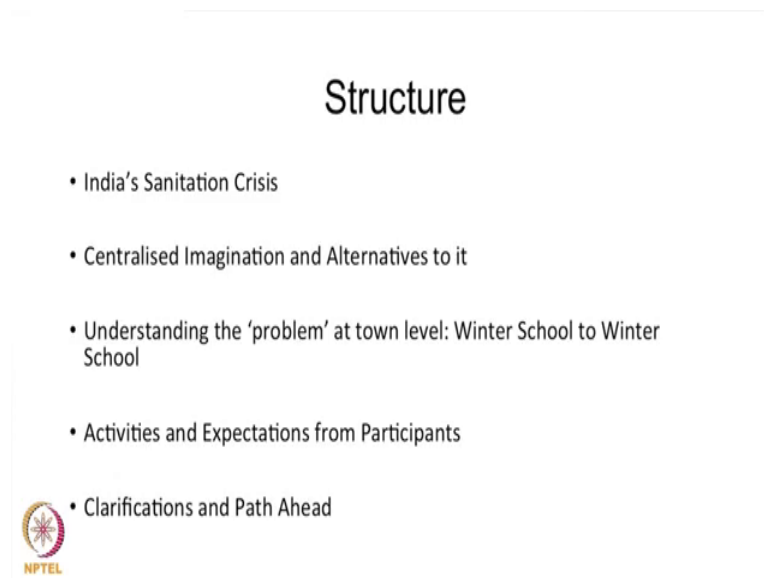 Structure
• India's Sanitation Crisis
• Centralised Imagination and Alternatives to it
• Understanding the 'problem' at town level: Winter School to Winter
School
• Activities and Expectations from Participants
• Clarifications and Path Ahead
NPTEL